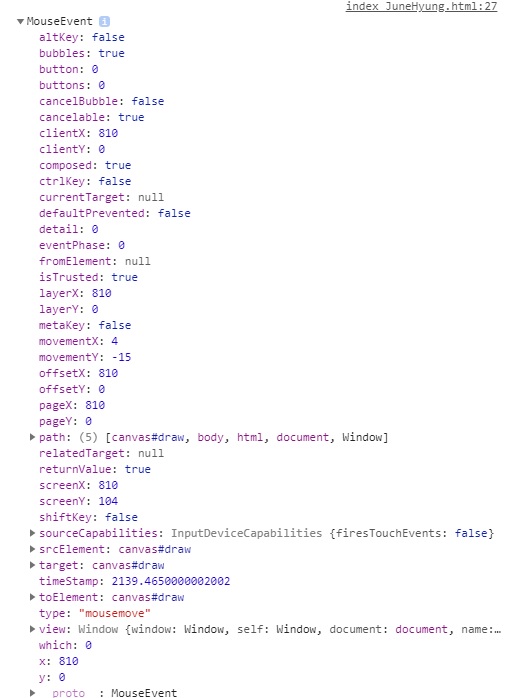 index_JuneHyung.html:27
▼MouseEvent i
altKey: false
bubbles: true
button: 0
buttons: 0
cancelBubble: false
cancelable: true
clientX: 810
clientY: 0
composed: true
ctrlKey: false
currentTarget: null
defaultPrevented: false
detail: 0
eventPhase: 0
fromElement: null
isTrusted: true
layerX: 810
layerY: 0
metaKey: false
movementX: 4
movementY: -15
offsetX: 810
offsetY: 0
pageX: 810
pageY: 0
▶path: (5) [canvas#draw, body, html, document, Window]
relatedTarget: null
returnValue: true
screenX: 810
screenY: 104
shiftKey: false
▶sourceCapabilities: InputDeviceCapabilities {firesTouchEvents: false}
▶srcElement: canvas#draw
▶target: canvas#draw
timeStamp: 2139.4650000002002
▶toElement: canvas#draw
type: "mousemove"
▶view: Window {window: Window, self: Window, document: document, name:…
which: 0
x: 810
y: 0
▶__proto__: MouseEvent